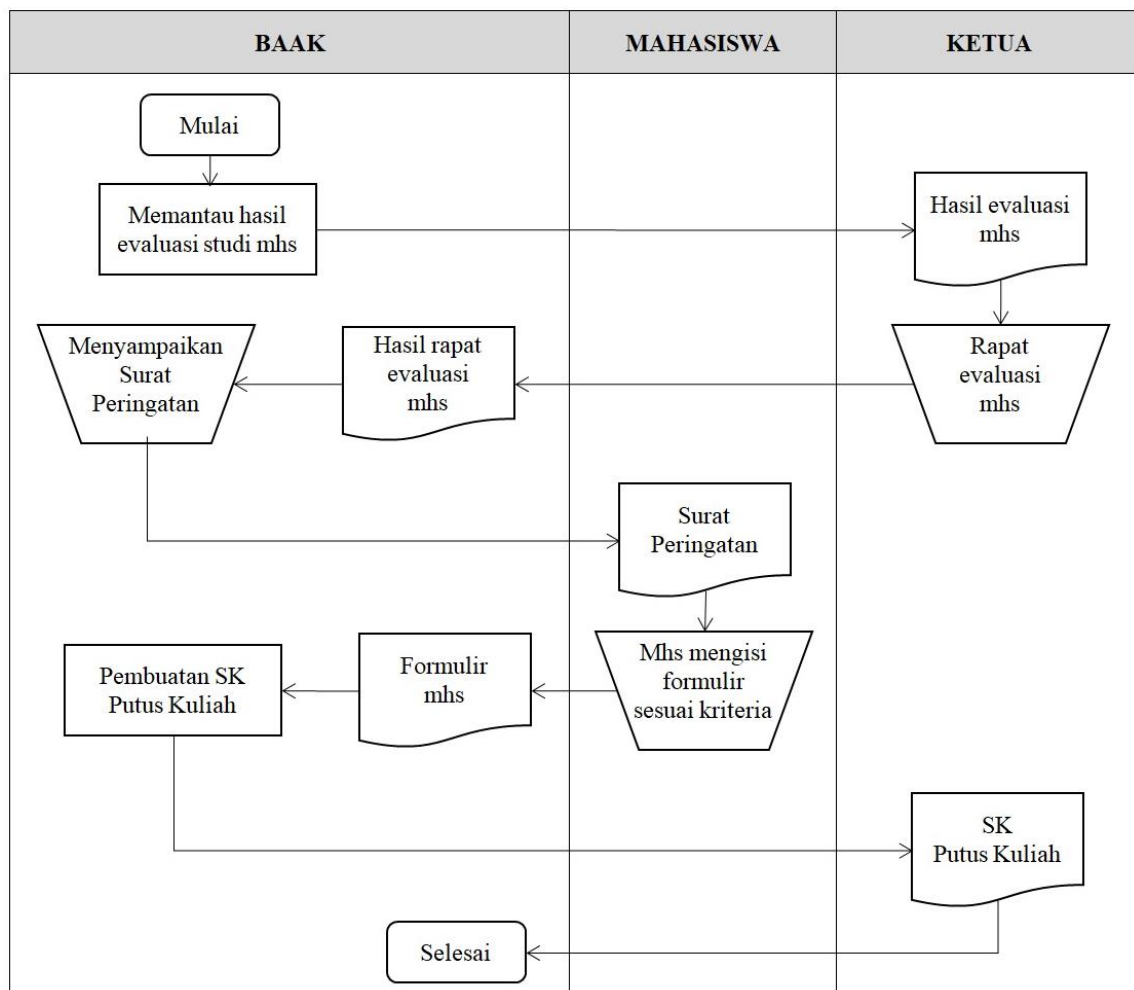 BAAK
MAHASISWA
KETUA
Mulai
Memantau hasil
evaluasi studi mhs
Hasil evaluasi
mhs
Rapat
evaluasi
mhs
Hasil rapat
evaluasi
mhs
Menyampaikan
Surat
Peringatan
Surat
Peringatan
Mhs mengisi
formulir
sesuai kriteria
Formulir
mhs
Pembuatan SK
Putus Kuliah
SK
Putus Kuliah
Selesai